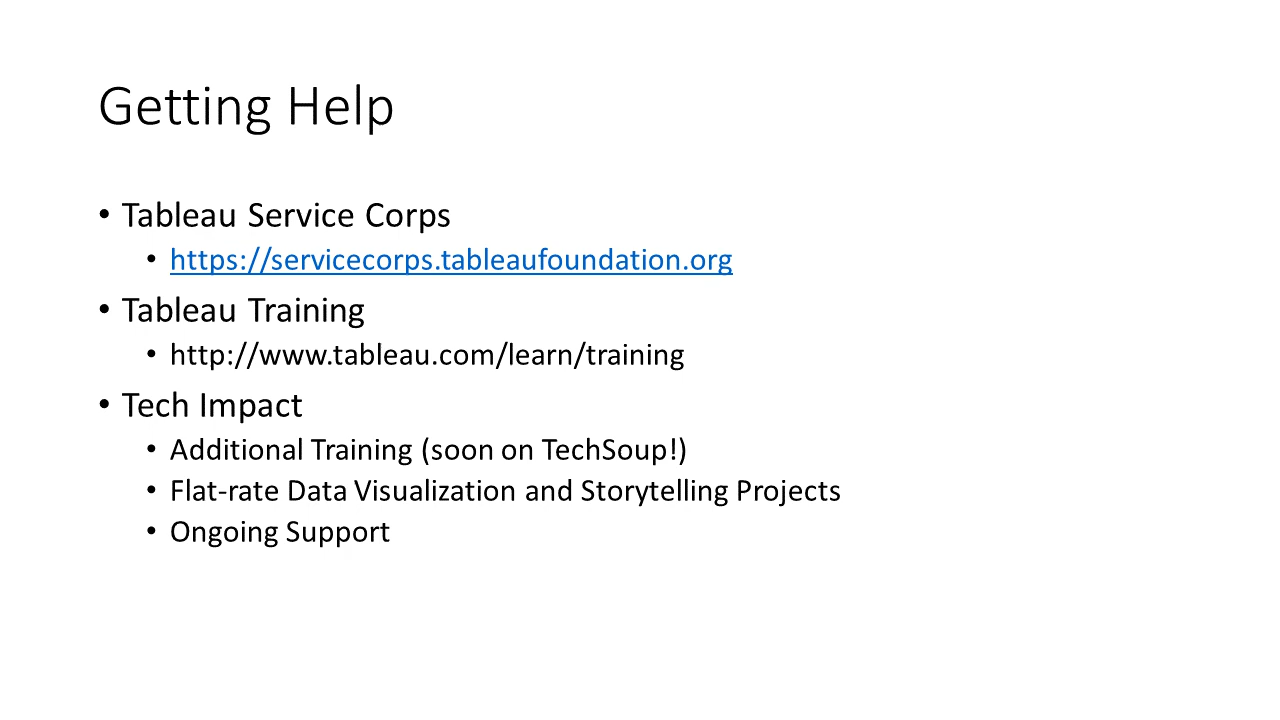 Getting Help
• Tableau Service Corps
• https://servicecorps.tableaufoundation.org
• Tableau Training
• http://www.tableau.com/learn/training
• Tech Impact
• Additional Training (soon on TechSoup!)
• Flat-rate Data Visualization and Storytelling Projects
• Ongoing Support